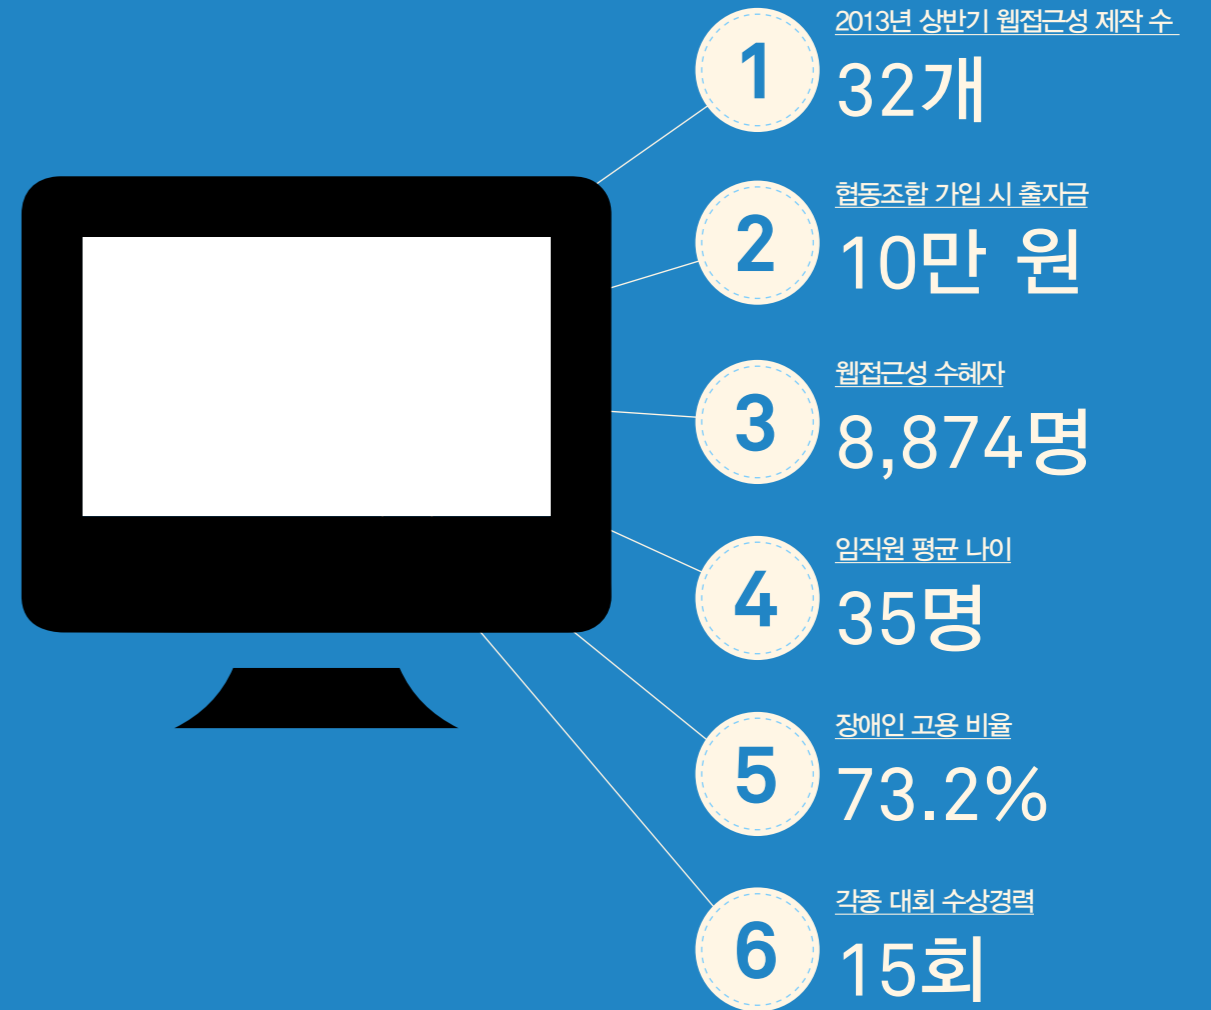 1
2013년 상반기 웹접근성 제작 수
32개
2
협동조합 가입 시 출자금
10만 원
3
웹접근성 수혜자
8,874명
4
임직원 평균 나이
35명
5
장애인 고용 비율
73.2%
6
각종 대회 수상경력
15회